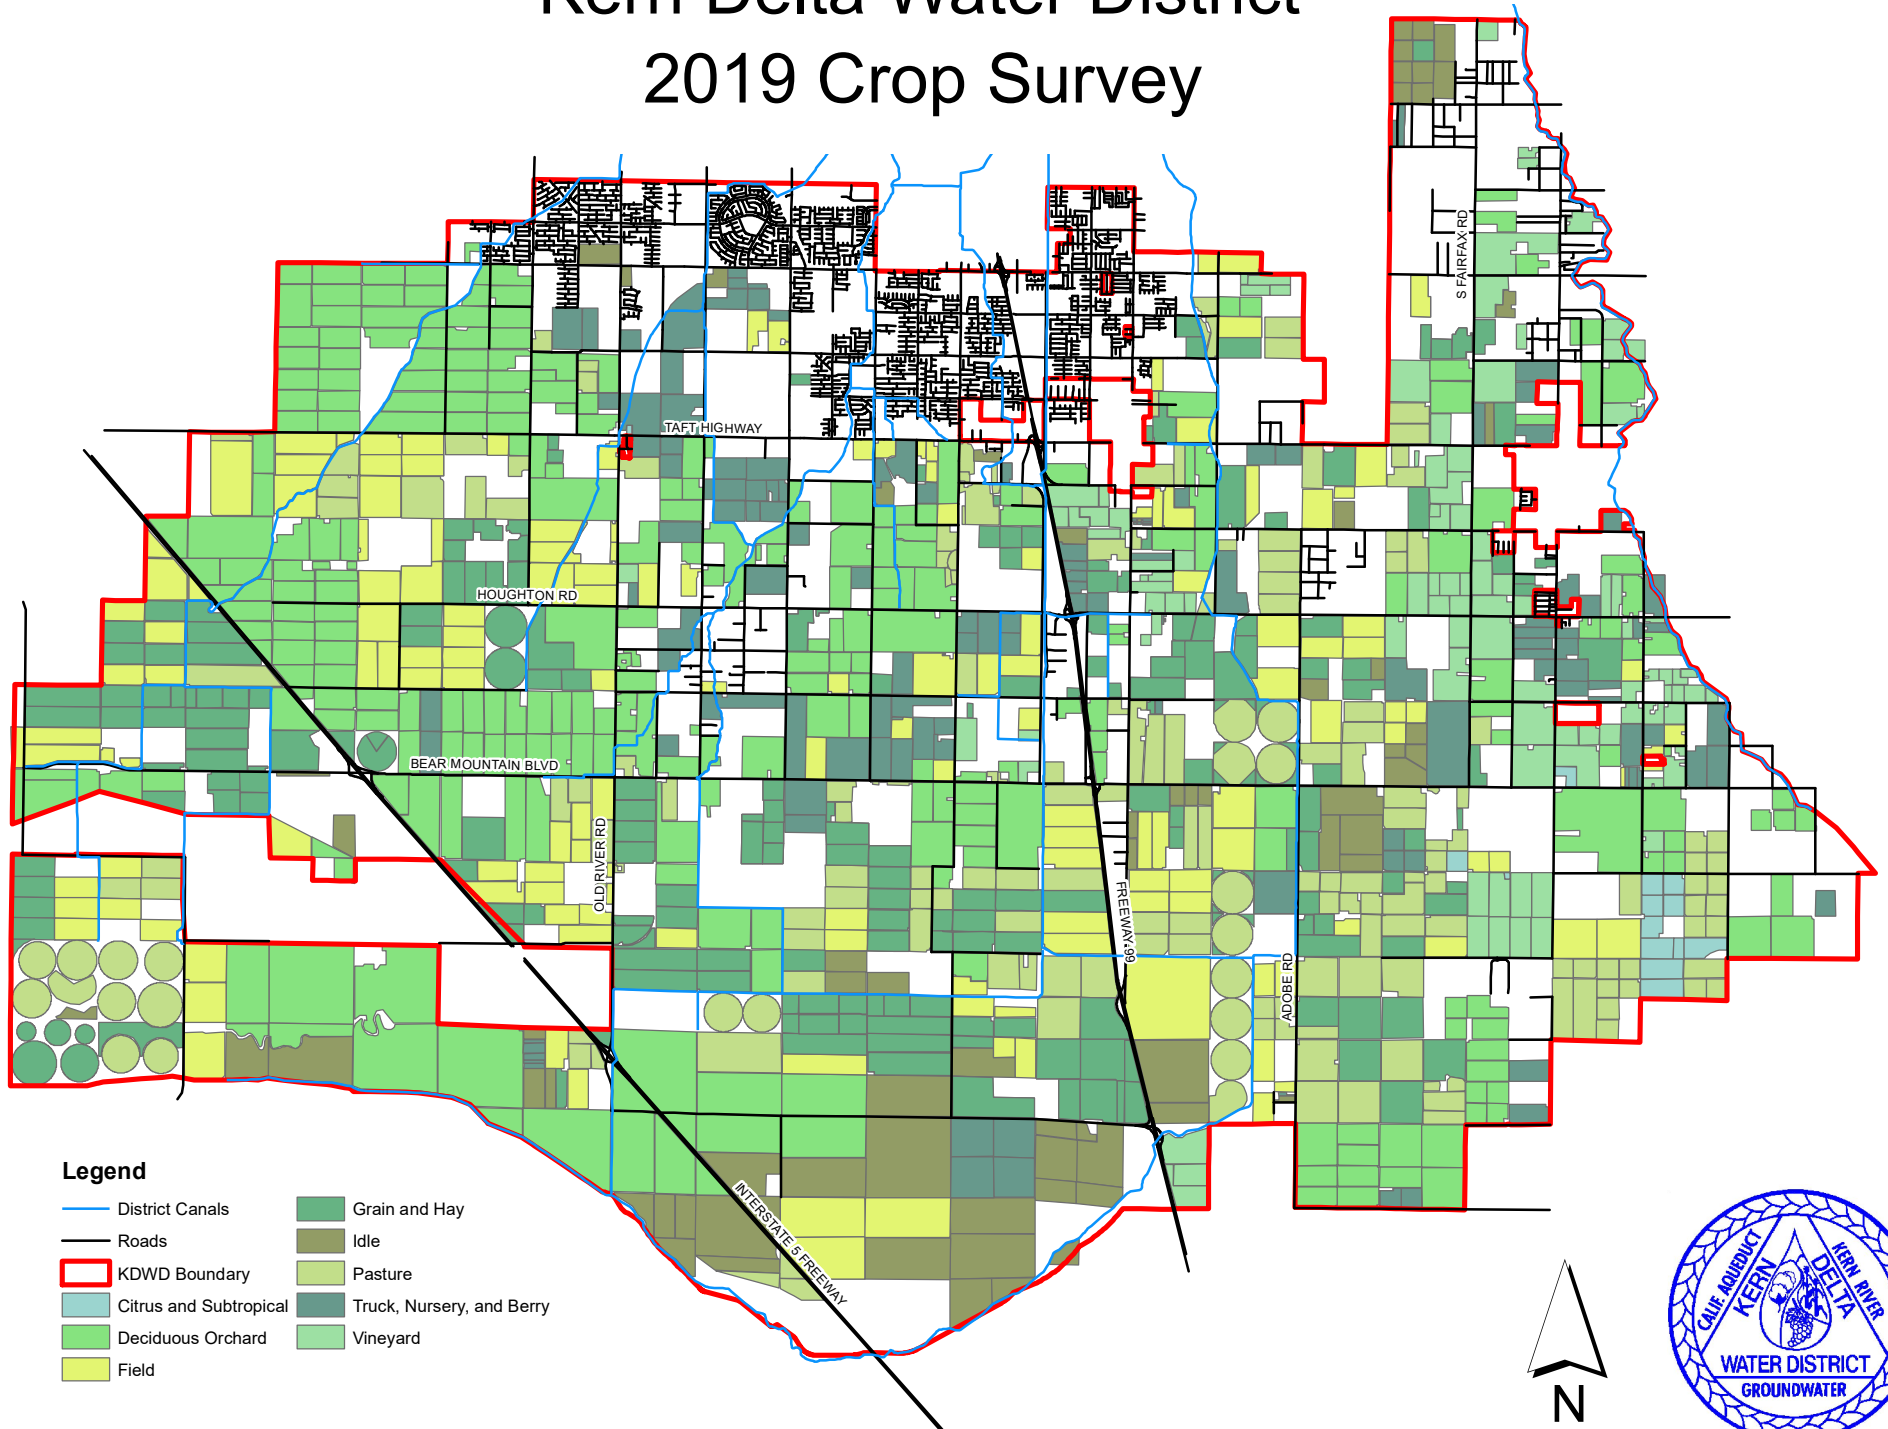 Kern Delta Water District
2019 Crop Survey
S FAIRFAX RD
TAFT HIGHWAY
HOUGHTON RD
BEAR MOUNTAIN BLVD
OLD RIVER RD
FREEWAY 99
ADOBE RD
INTERSTATE 5 FREEWAY
Legend
District Canals
Roads
KDWD Boundary
Citrus and Subtropical
Deciduous Orchard
Field
Grain and Hay
Idle
Pasture
Truck, Nursery, and Berry
Vineyard
N
CALIF. AQUEDUCT
KERN RIVER
KERN
DELTA
WATER DISTRICT
GROUNDWATER